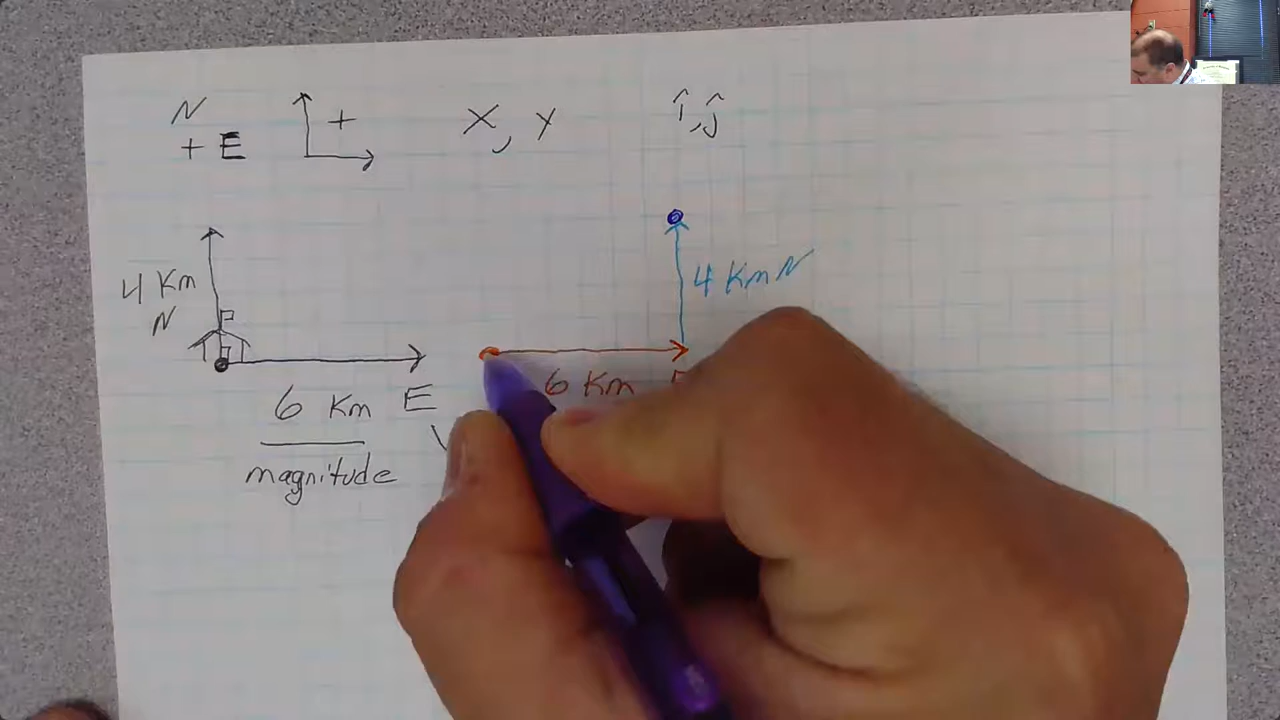 N
+ E
+
X, y
î, ĵ
4 Km
N
6 Km E
magnitude
4 Km N
6 Km